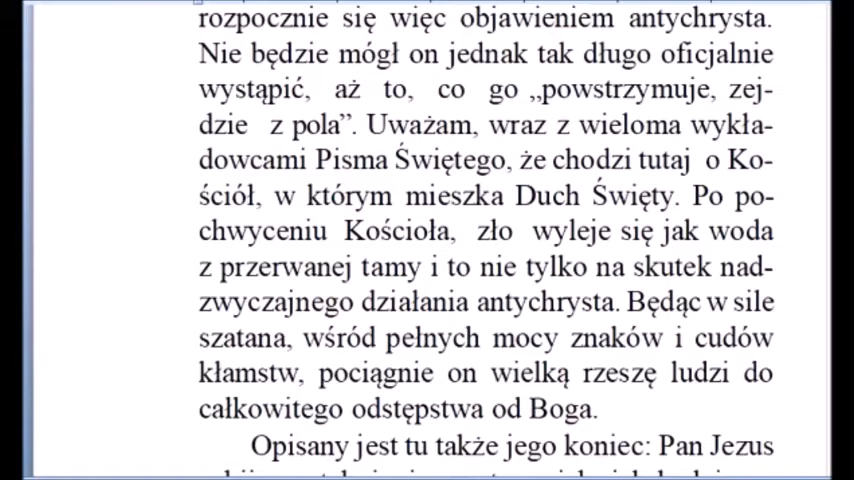 rozpocznie się więc objawieniem antychrysta.
Nie będzie mógł on jednak tak długo oficjalnie
wystąpić, aż to, co go „powstrzymuje, zej-
dzie z pola”. Uważam, wraz z wieloma wykła-
dowcami Pisma Świętego, że chodzi tutaj o Ko-
ściół, w którym mieszka Duch Święty. Po po-
chwyceniu Kościoła, zło wyleje się jak woda
z przerwanej tamy i to nie tylko na skutek nad-
zwyczajnego działania antychrysta. Będąc w sile
szatana, wśród pełnych mocy znaków i cudów
kłamstw, pociągnie on wielką rzeszę ludzi do
całkowitego odstępstwa od Boga.
Opisany jest tu także jego koniec: Pan Jezus